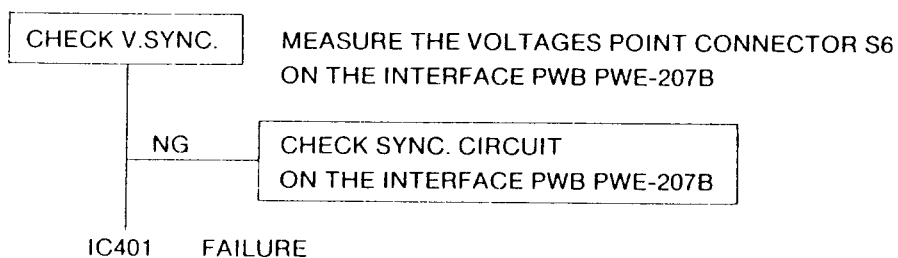 CHECK V.SYNC. MEASURE THE VOLTAGES POINT CONNECTOR S6
ON THE INTERFACE PWB PWE-207B
NG CHECK SYNC. CIRCUIT
ON THE INTERFACE PWB PWE-207B
IC401 FAILURE